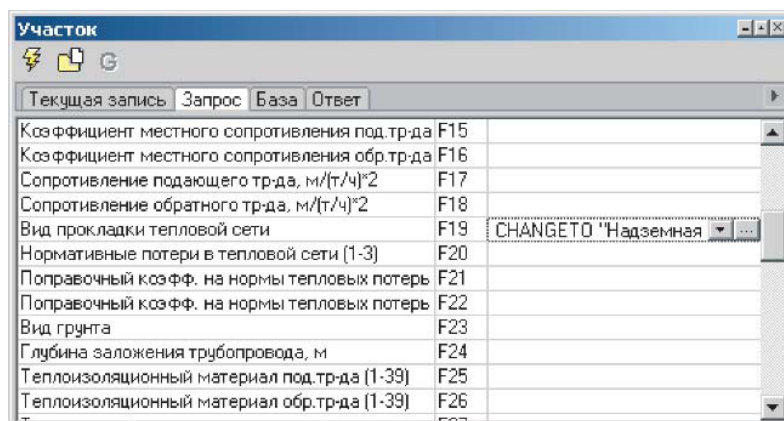 Участок
G
Текущая запись Запрос База Ответ
Коэффициент местного сопротивления под.тр-да F15
Коэффициент местного сопротивления обр.тр-да F16
Сопротивление подающего тр-да, м/(т/ч)*2 F17
Сопротивление обратного тр-да, м/(т/ч)*2 F18
Вид прокладки тепловой сети F19 CHANGETO "Надземная ...
Нормативные потери в тепловой сети (1-3) F20
Поправочный коэфф. на нормы тепловых потерь F21
Поправочный коэфф. на нормы тепловых потерь F22
Вид грунта F23
Глубина заложения трубопровода, м F24
Теплоизоляционный материал под.тр-да (1-39) F25
Теплоизоляционный материал обр.тр-да (1-39) F26